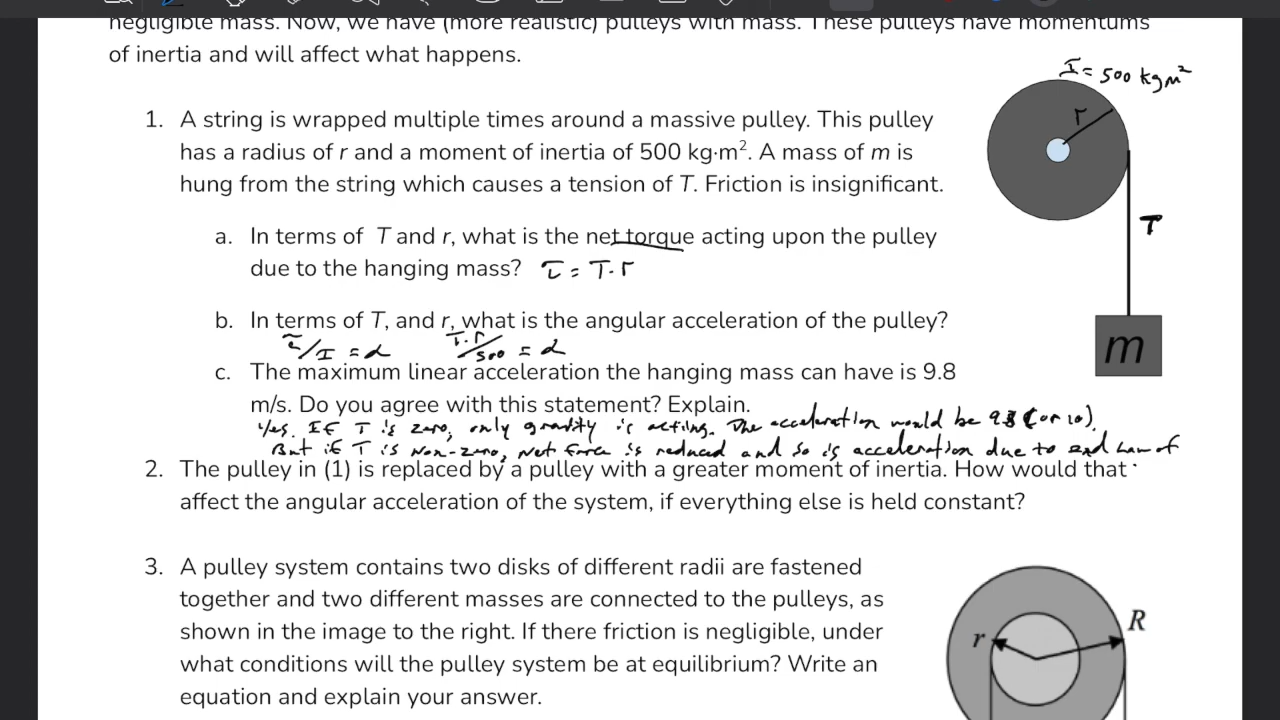 negligible mass. Now, we have (more realistic) pulleys with mass. These pulleys have momentums
of inertia and will affect what happens.
I = 500 kgm²
r
1. A string is wrapped multiple times around a massive pulley. This pulley
has a radius of r and a moment of inertia of 500 kg·m². A mass of m is
hung from the string which causes a tension of T. Friction is insignificant.
T
a. In terms of T and r, what is the net torque acting upon the pulley
due to the hanging mass? τ = T·r
b. In terms of T, and r, what is the angular acceleration of the pulley?
τ/I = α T·r/500 = α
m
c. The maximum linear acceleration the hanging mass can have is 9.8
m/s. Do you agree with this statement? Explain.
Yes. If T is zero, only gravity is acting. The acceleration would be 9.8 (or 10).
But if T is non-zero, net force is reduced and so is acceleration due to 2nd Law of
2. The pulley in (1) is replaced by a pulley with a greater moment of inertia. How would that
affect the angular acceleration of the system, if everything else is held constant?
3. A pulley system contains two disks of different radii are fastened
together and two different masses are connected to the pulleys, as
shown in the image to the right. If there friction is negligible, under
what conditions will the pulley system be at equilibrium? Write an
equation and explain your answer.
r
R